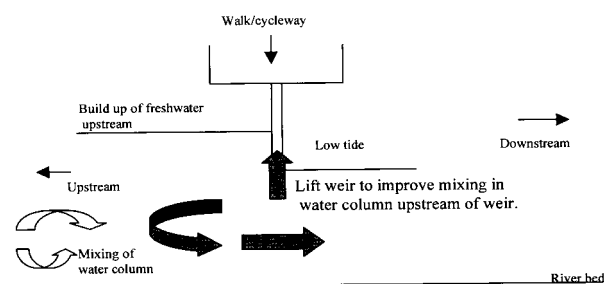 Walk/cycleway
Build up of freshwater
upstream
Low tide
Downstream
Upstream
Lift weir to improve mixing in
water column upstream of weir.
Mixing of
water column
River bed